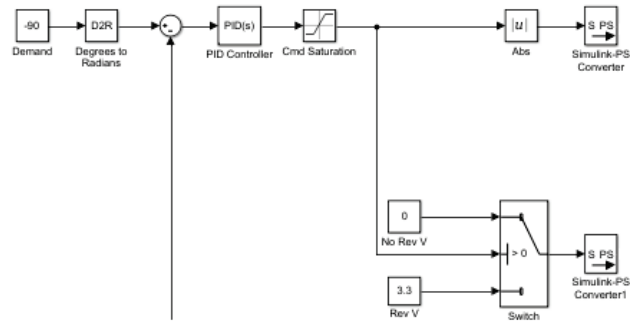 -90
Demand
D2R
Degrees to
Radians
+
-
PID(s)
PID Controller
Cmd Saturation
|u|
Abs
S PS
Simulink-PS
Converter
0
No Rev V
3.3
Rev V
> 0
Switch
S PS
Simulink-PS
Converter1